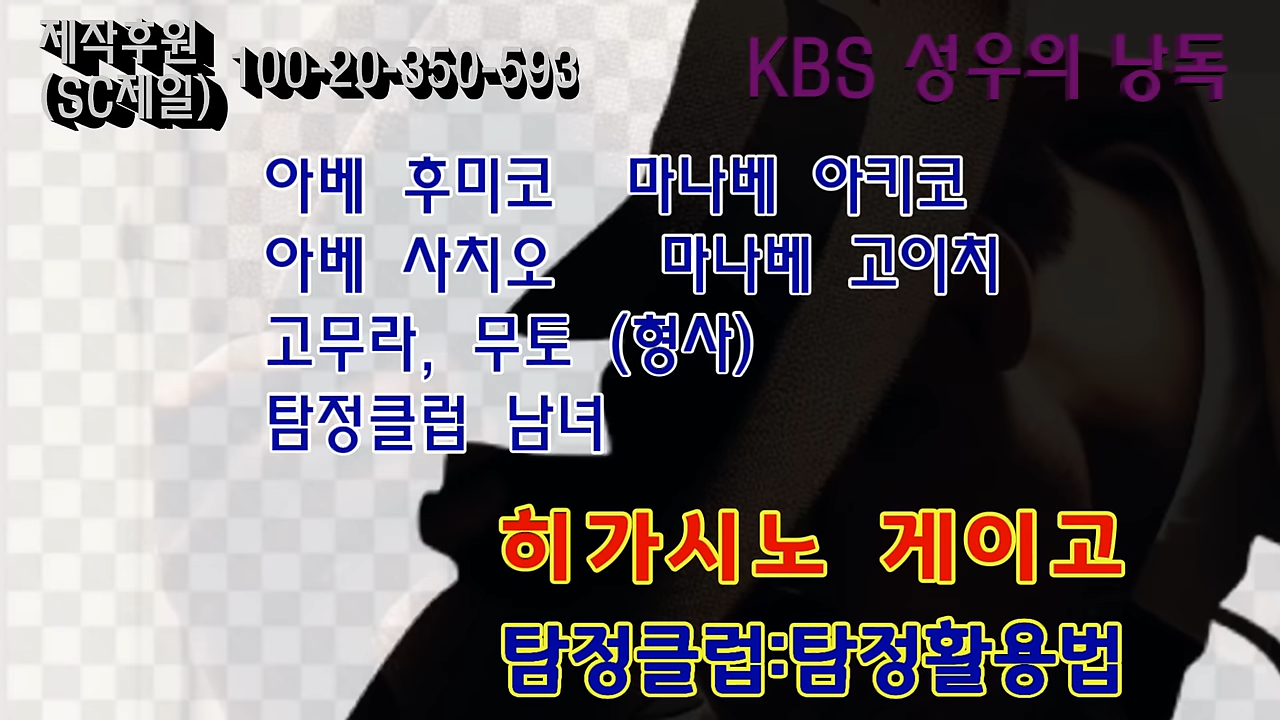 제작후원
(SC제일) 100-20-350-593
KBS 성우의 낭독
아베 후미코 마나베 아키코
아베 사치오 마나베 고이치
고무라, 무토 (형사)
탐정클럽 남녀
히가시노 게이고
탐정클럽:탐정활용법